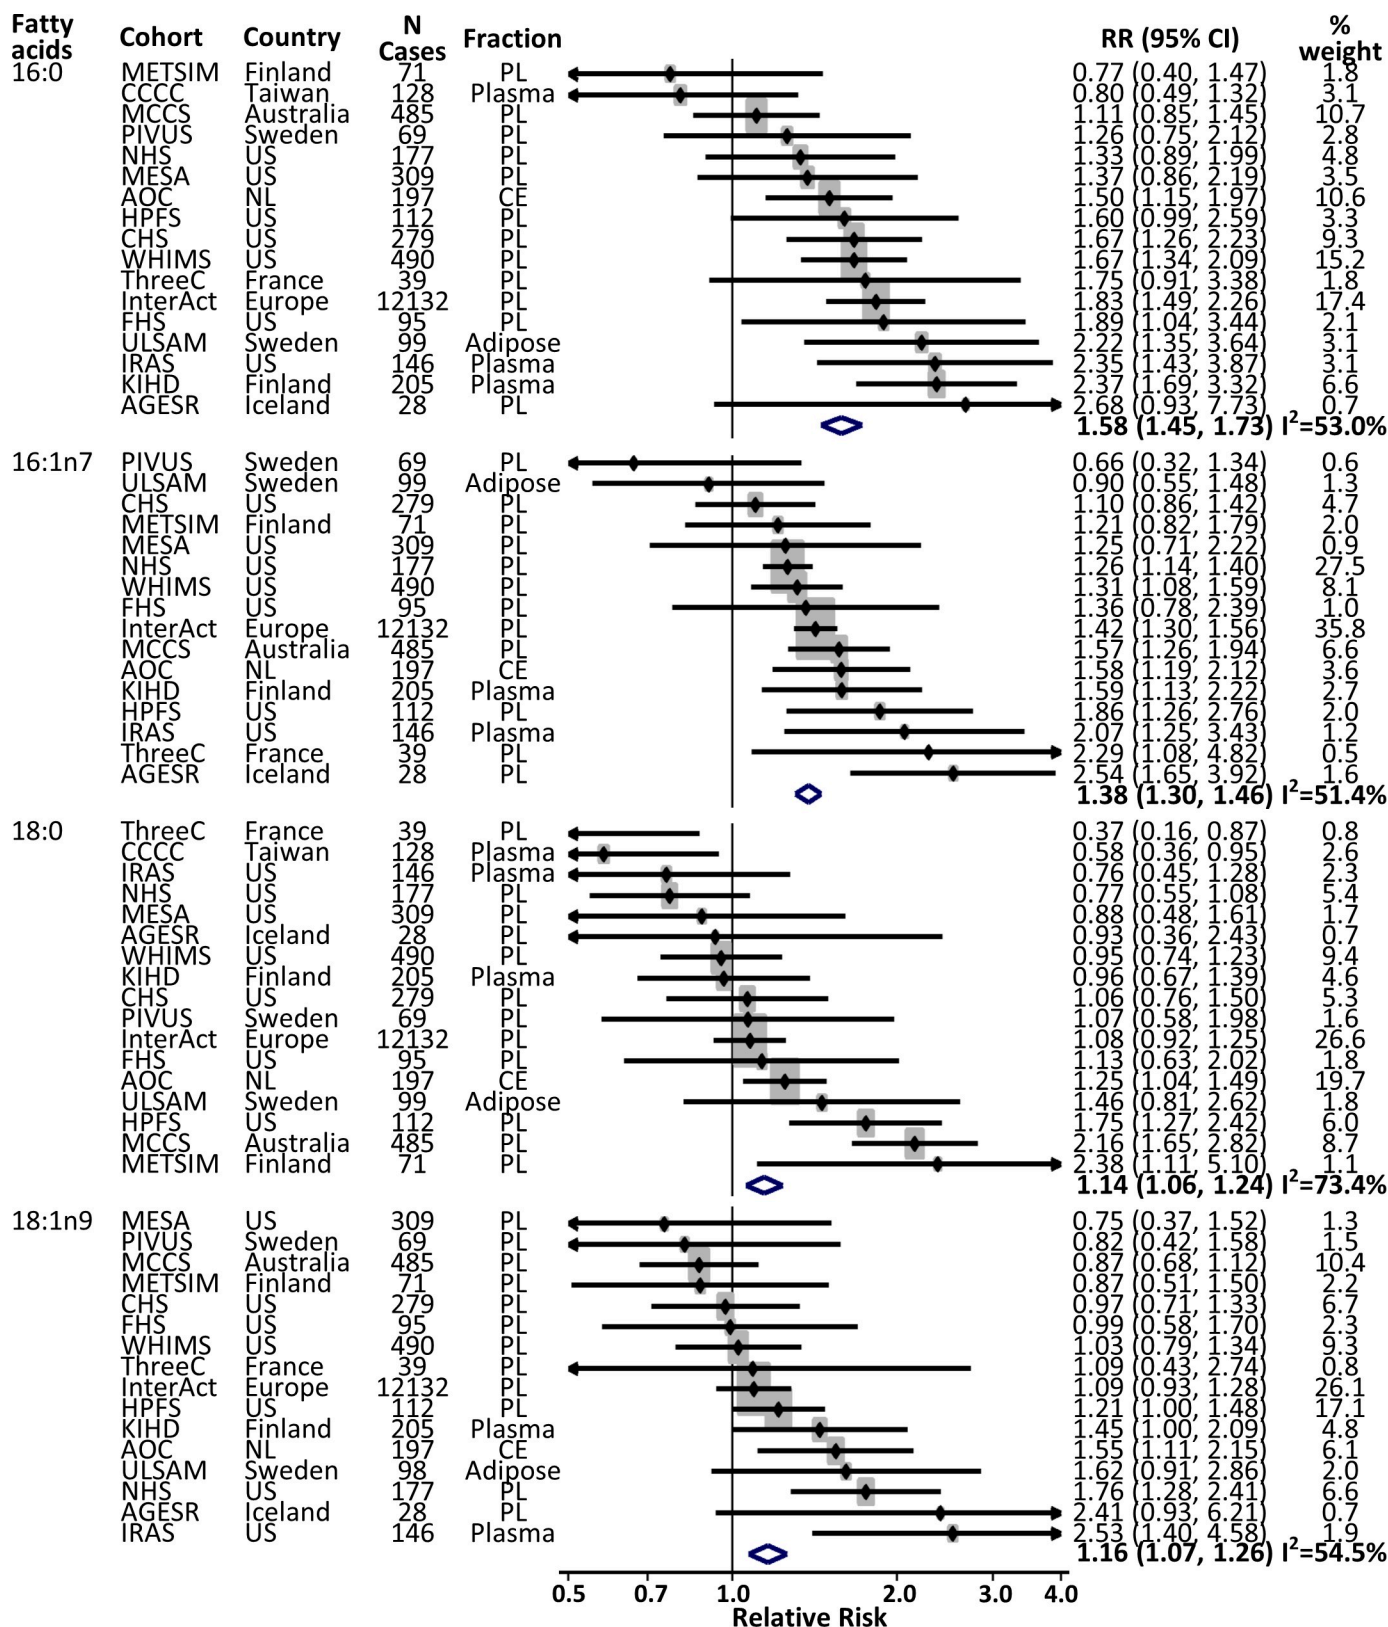 Fatty acids Cohort Country N Cases Fraction RR (95% CI) % weight
16:0 METSIM Finland 71 PL 0.77 (0.40, 1.47) 1.8
CCCC Taiwan 128 Plasma 0.80 (0.49, 1.32) 3.1
MCCS Australia 485 PL 1.11 (0.85, 1.45) 10.7
PIVUS Sweden 69 PL 1.26 (0.75, 2.12) 2.8
NHS US 177 PL 1.33 (0.89, 1.99) 4.8
MESA US 309 PL 1.37 (0.86, 2.19) 3.5
AOC NL 197 CE 1.50 (1.15, 1.97) 10.6
HPFS US 112 PL 1.60 (0.99, 2.59) 3.3
CHS US 279 PL 1.67 (1.26, 2.23) 9.3
WHIMS US 490 PL 1.67 (1.34, 2.09) 15.2
ThreeC France 39 PL 1.75 (0.91, 3.38) 1.8
InterAct Europe 12132 PL 1.83 (1.49, 2.26) 17.4
FHS US 95 PL 1.89 (1.04, 3.44) 2.1
ULSAM Sweden 99 Adipose 2.22 (1.35, 3.64) 3.1
IRAS US 146 Plasma 2.35 (1.43, 3.87) 3.1
KIHD Finland 205 Plasma 2.37 (1.69, 3.32) 6.6
AGESR Iceland 28 PL 2.68 (0.93, 7.73) 0.7
1.58 (1.45, 1.73) I²=53.0%
16:1n7 PIVUS Sweden 69 PL 0.66 (0.32, 1.34) 0.6
ULSAM Sweden 99 Adipose 0.90 (0.55, 1.48) 1.3
CHS US 279 PL 1.10 (0.86, 1.42) 4.7
METSIM Finland 71 PL 1.21 (0.82, 1.79) 2.0
MESA US 309 PL 1.25 (0.71, 2.22) 0.9
NHS US 177 PL 1.26 (1.14, 1.40) 27.5
WHIMS US 490 PL 1.31 (1.08, 1.59) 8.1
FHS US 95 PL 1.36 (0.78, 2.39) 1.0
InterAct Europe 12132 PL 1.42 (1.30, 1.56) 35.8
MCCS Australia 485 PL 1.57 (1.26, 1.94) 6.6
AOC NL 197 CE 1.58 (1.19, 2.12) 3.6
KIHD Finland 205 Plasma 1.59 (1.13, 2.22) 2.7
HPFS US 112 PL 1.86 (1.26, 2.76) 2.0
IRAS US 146 Plasma 2.07 (1.25, 3.43) 1.2
ThreeC France 39 PL 2.29 (1.08, 4.82) 0.5
AGESR Iceland 28 PL 2.54 (1.65, 3.92) 1.6
1.38 (1.30, 1.46) I²=51.4%
18:0 ThreeC France 39 PL 0.37 (0.16, 0.87) 0.8
CCCC Taiwan 128 Plasma 0.58 (0.36, 0.95) 2.6
IRAS US 146 Plasma 0.76 (0.45, 1.28) 2.3
NHS US 177 PL 0.77 (0.55, 1.08) 5.4
MESA US 309 PL 0.88 (0.48, 1.61) 1.7
AGESR Iceland 28 PL 0.93 (0.36, 2.43) 0.7
WHIMS US 490 PL 0.95 (0.74, 1.23) 9.4
KIHD Finland 205 Plasma 0.96 (0.67, 1.39) 4.6
CHS US 279 PL 1.06 (0.76, 1.50) 5.3
PIVUS Sweden 69 PL 1.07 (0.58, 1.98) 1.6
InterAct Europe 12132 PL 1.08 (0.92, 1.25) 26.6
FHS US 95 PL 1.13 (0.63, 2.02) 1.8
AOC NL 197 CE 1.25 (1.04, 1.49) 19.7
ULSAM Sweden 99 Adipose 1.46 (0.81, 2.62) 1.8
HPFS US 112 PL 1.75 (1.27, 2.42) 6.0
MCCS Australia 485 PL 2.16 (1.65, 2.82) 8.7
METSIM Finland 71 PL 2.38 (1.11, 5.10) 1.1
1.14 (1.06, 1.24) I²=73.4%
18:1n9 MESA US 309 PL 0.75 (0.37, 1.52) 1.3
PIVUS Sweden 69 PL 0.82 (0.42, 1.58) 1.5
MCCS Australia 485 PL 0.87 (0.68, 1.12) 10.4
METSIM Finland 71 PL 0.87 (0.51, 1.50) 2.2
CHS US 279 PL 0.97 (0.71, 1.33) 6.7
FHS US 95 PL 0.99 (0.58, 1.70) 2.3
WHIMS US 490 PL 1.03 (0.79, 1.34) 9.3
ThreeC France 39 PL 1.09 (0.43, 2.74) 0.8
InterAct Europe 12132 PL 1.09 (0.93, 1.28) 26.1
HPFS US 112 PL 1.21 (1.00, 1.48) 17.1
KIHD Finland 205 Plasma 1.45 (1.00, 2.09) 4.8
AOC NL 197 CE 1.55 (1.11, 2.15) 6.1
ULSAM Sweden 98 Adipose 1.62 (0.91, 2.86) 2.0
NHS US 177 PL 1.76 (1.28, 2.41) 6.6
AGESR Iceland 28 PL 2.41 (0.93, 6.21) 0.7
IRAS US 146 Plasma 2.53 (1.40, 4.58) 1.9
1.16 (1.07, 1.26) I²=54.5%
0.5 0.7 1.0 2.0 3.0 4.0
Relative Risk